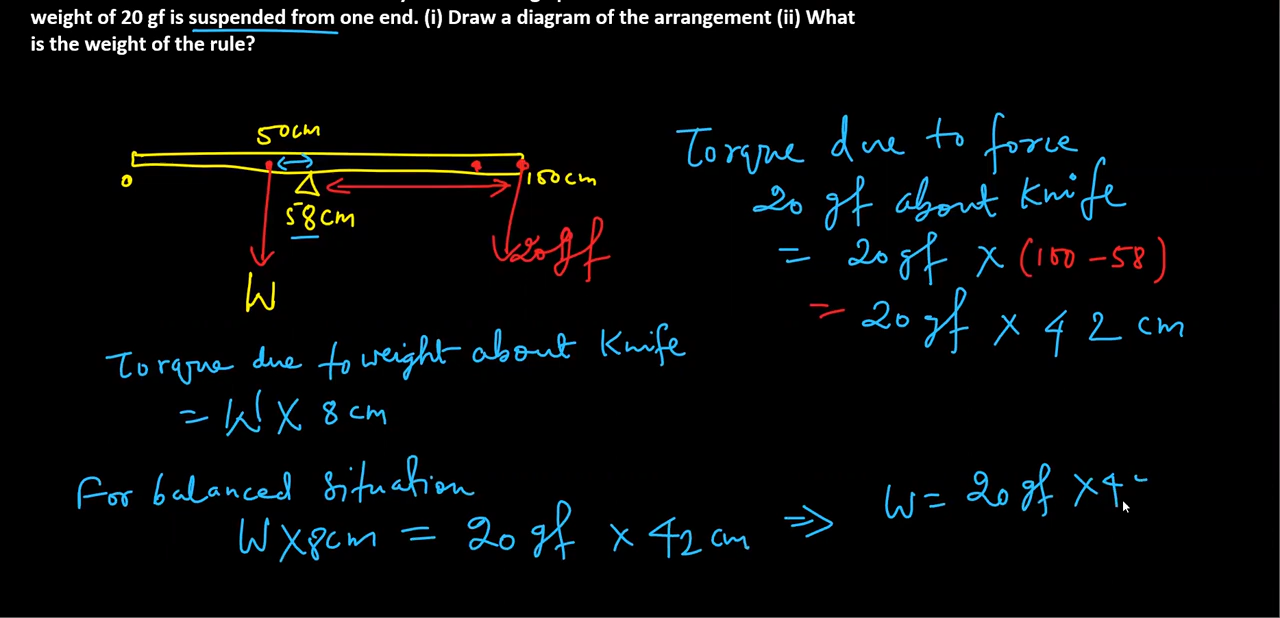 weight of 20 gf is suspended from one end. (i) Draw a diagram of the arrangement (ii) What
is the weight of the rule?
50cm
0
100cm
58cm
20gf
W
Torque due to force
20 gf about Knife
= 20 gf × (100 - 58)
= 20 gf × 42 cm
Torque due to weight about Knife
= W × 8 cm
For balanced situation
W × 8cm = 20 gf × 42 cm ⇒ W = 20 gf × 4